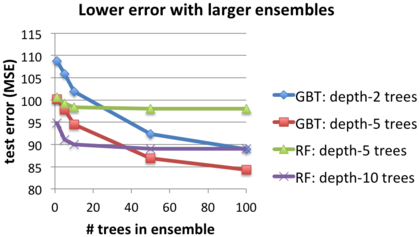 Lower error with larger ensembles
test error (MSE)
115
110
105
100
95
90
85
80
0
20
40
60
80
100
# trees in ensemble
GBT: depth-2 trees
GBT: depth-5 trees
RF: depth-5 trees
RF: depth-10 trees